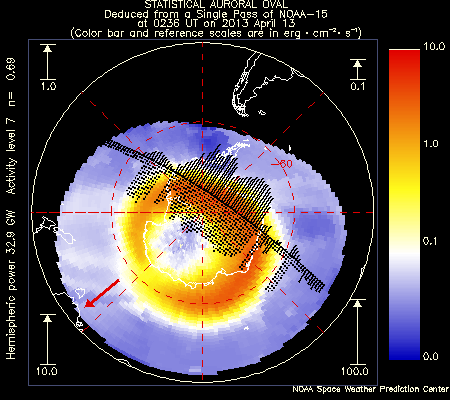 STATISTICAL AURORAL OVAL
Deduced from a Single Pass of NOAA-15
at 0236 UT on 2013 April 13
(Color bar and reference scales are in erg · cm⁻² · s⁻¹)
Hemispheric power 32.9 GW Activity level 7 n= 0.69
1.0
0.1
10.0
100.0
-60
10.0
1.0
0.1
0.0
NOAA Space Weather Prediction Center